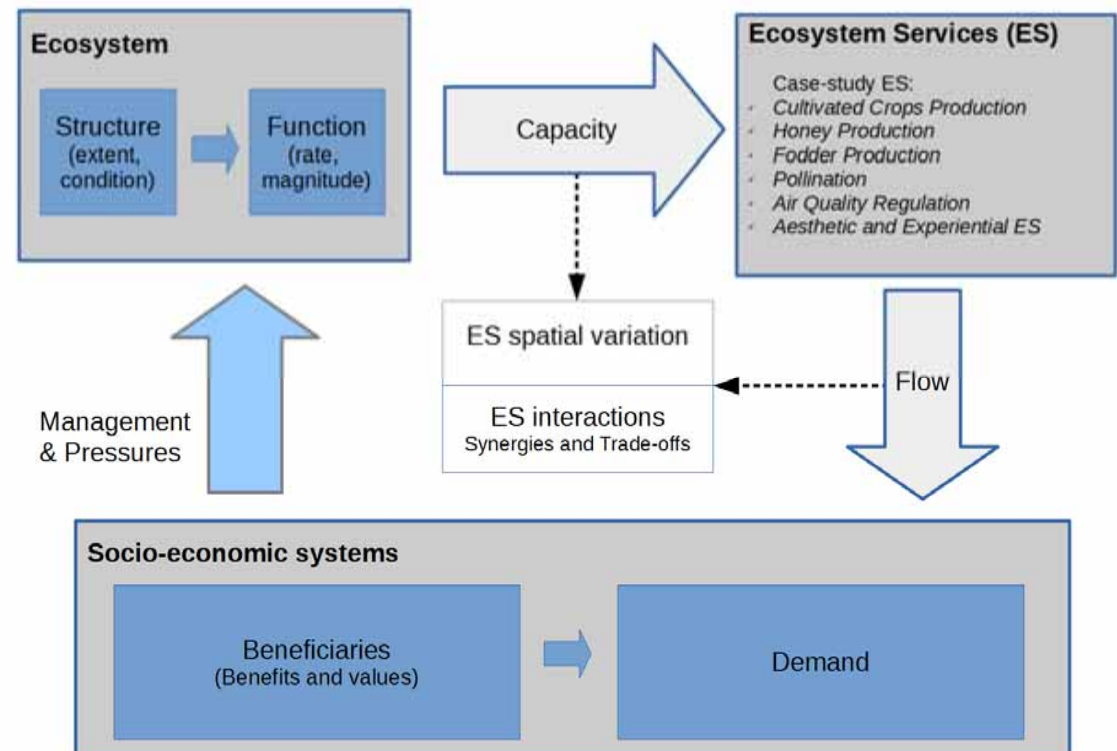 Ecosystem
Structure
(extent,
condition)
Function
(rate,
magnitude)
Capacity
Ecosystem Services (ES)
Case-study ES:
· Cultivated Crops Production
· Honey Production
· Fodder Production
· Pollination
· Air Quality Regulation
· Aesthetic and Experiential ES
ES spatial variation
ES interactions
Synergies and Trade-offs
Flow
Management
& Pressures
Socio-economic systems
Beneficiaries
(Benefits and values)
Demand